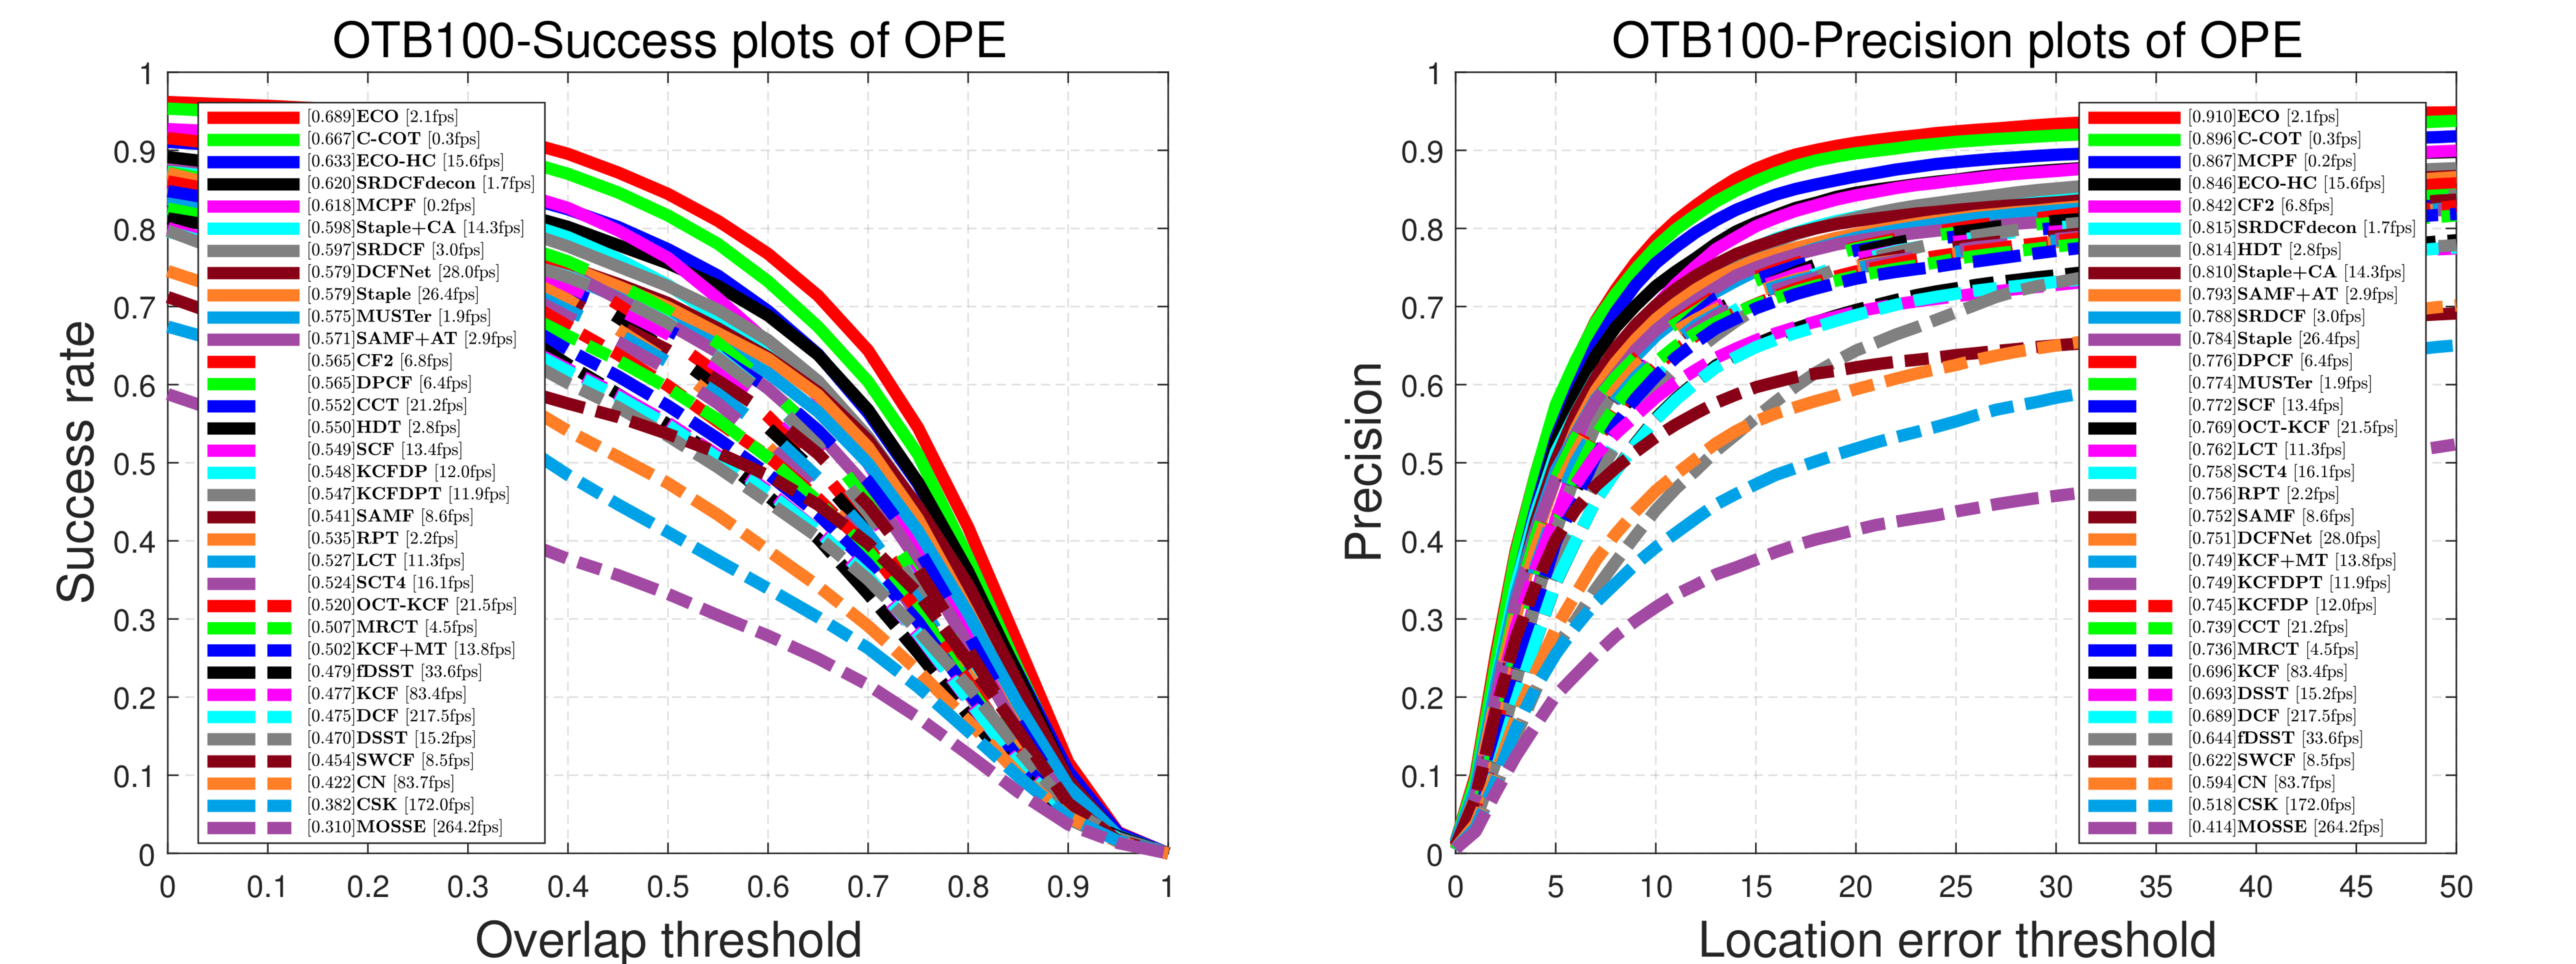 OTB100-Success plots of OPE
Success rate
1
0.9
0.8
0.7
0.6
0.5
0.4
0.3
0.2
0.1
0
[0.689]ECO [2.1fps]
[0.667]C-COT [0.3fps]
[0.633]ECO-HC [15.6fps]
[0.620]SRDCFdecon [1.7fps]
[0.618]MCPF [0.2fps]
[0.598]Staple+CA [14.3fps]
[0.597]SRDCF [3.0fps]
[0.579]DCFNet [28.0fps]
[0.579]Staple [26.4fps]
[0.575]MUSTer [1.9fps]
[0.571]SAMF+AT [2.9fps]
[0.565]CF2 [6.8fps]
[0.565]DPCF [6.4fps]
[0.552]CCT [21.2fps]
[0.550]HDT [2.8fps]
[0.549]SCF [13.4fps]
[0.548]KCFDP [12.0fps]
[0.547]KCFDPT [11.9fps]
[0.541]SAMF [8.6fps]
[0.535]RPT [2.2fps]
[0.527]LCT [11.3fps]
[0.524]SCT4 [16.1fps]
[0.520]OCT-KCF [21.5fps]
[0.507]MRCT [4.5fps]
[0.502]KCF+MT [13.8fps]
[0.479]fDSST [33.6fps]
[0.477]KCF [83.4fps]
[0.475]DCF [217.5fps]
[0.470]DSST [15.2fps]
[0.454]SWCF [8.5fps]
[0.422]CN [83.7fps]
[0.382]CSK [172.0fps]
[0.310]MOSSE [264.2fps]
0 0.1 0.2 0.3 0.4 0.5 0.6 0.7 0.8 0.9 1
Overlap threshold
OTB100-Precision plots of OPE
Precision
1
0.9
0.8
0.7
0.6
0.5
0.4
0.3
0.2
0.1
0
[0.910]ECO [2.1fps]
[0.896]C-COT [0.3fps]
[0.867]MCPF [0.2fps]
[0.846]ECO-HC [15.6fps]
[0.842]CF2 [6.8fps]
[0.815]SRDCFdecon [1.7fps]
[0.814]HDT [2.8fps]
[0.810]Staple+CA [14.3fps]
[0.793]SAMF+AT [2.9fps]
[0.788]SRDCF [3.0fps]
[0.784]Staple [26.4fps]
[0.776]DPCF [6.4fps]
[0.774]MUSTer [1.9fps]
[0.772]SCF [13.4fps]
[0.769]OCT-KCF [21.5fps]
[0.762]LCT [11.3fps]
[0.758]SCT4 [16.1fps]
[0.756]RPT [2.2fps]
[0.752]SAMF [8.6fps]
[0.751]DCFNet [28.0fps]
[0.749]KCF+MT [13.8fps]
[0.749]KCFDPT [11.9fps]
[0.745]KCFDP [12.0fps]
[0.739]CCT [21.2fps]
[0.736]MRCT [4.5fps]
[0.696]KCF [83.4fps]
[0.693]DSST [15.2fps]
[0.689]DCF [217.5fps]
[0.644]fDSST [33.6fps]
[0.622]SWCF [8.5fps]
[0.594]CN [83.7fps]
[0.518]CSK [172.0fps]
[0.414]MOSSE [264.2fps]
0 5 10 15 20 25 30 35 40 45 50
Location error threshold